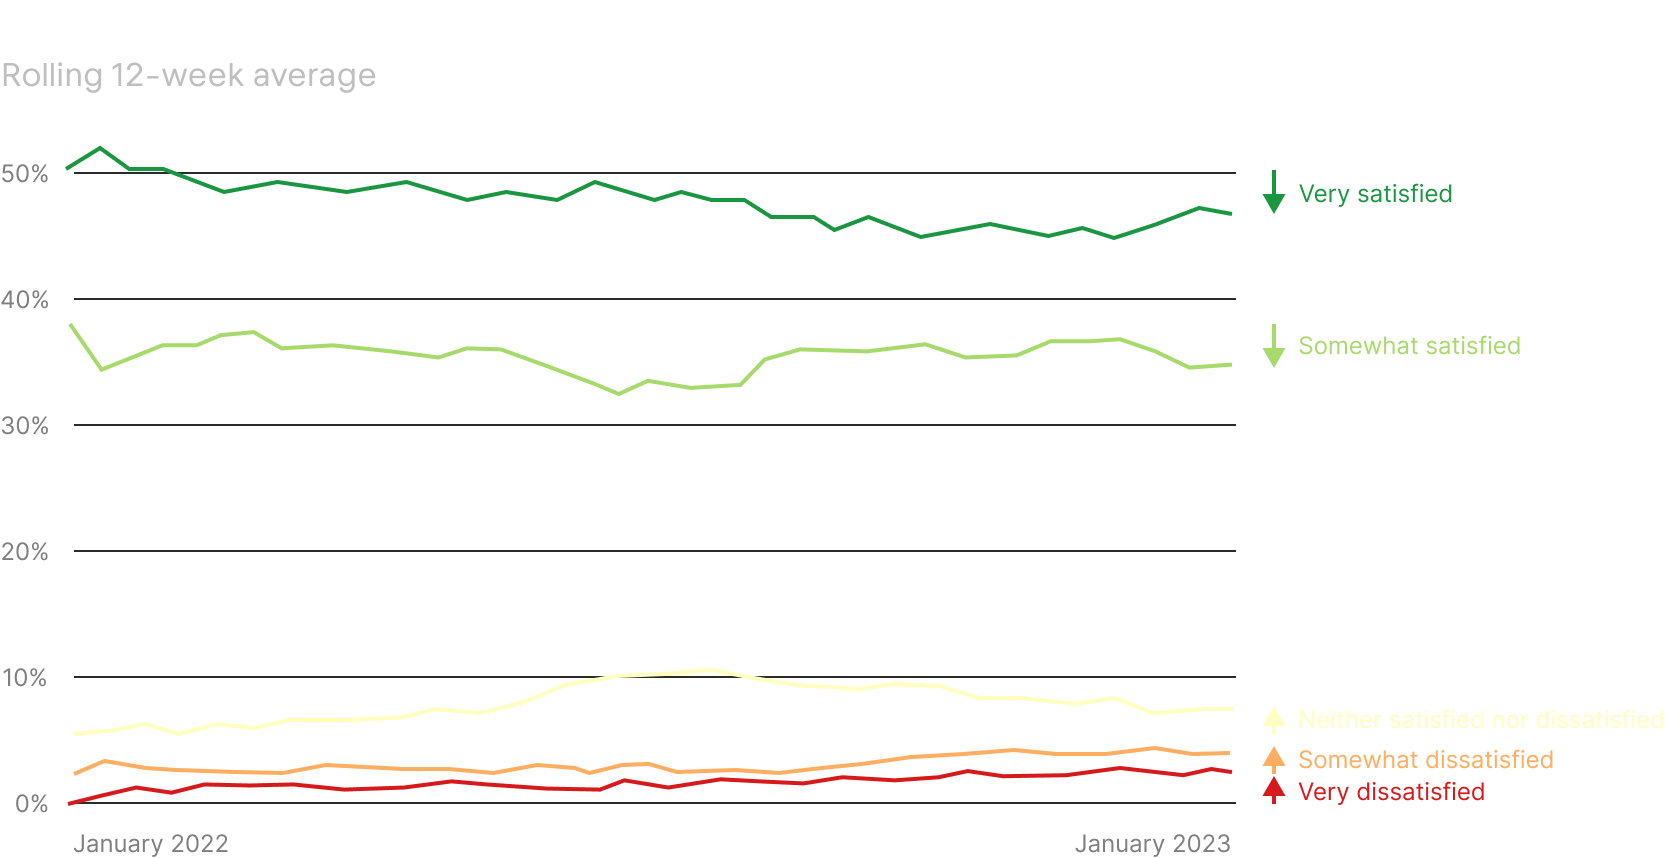 Rolling 12-week average
50%
Very satisfied
40%
Somewhat satisfied
30%
20%
10%
Neither satisfied nor dissatisfied
Somewhat dissatisfied
Very dissatisfied
0%
January 2022
January 2023